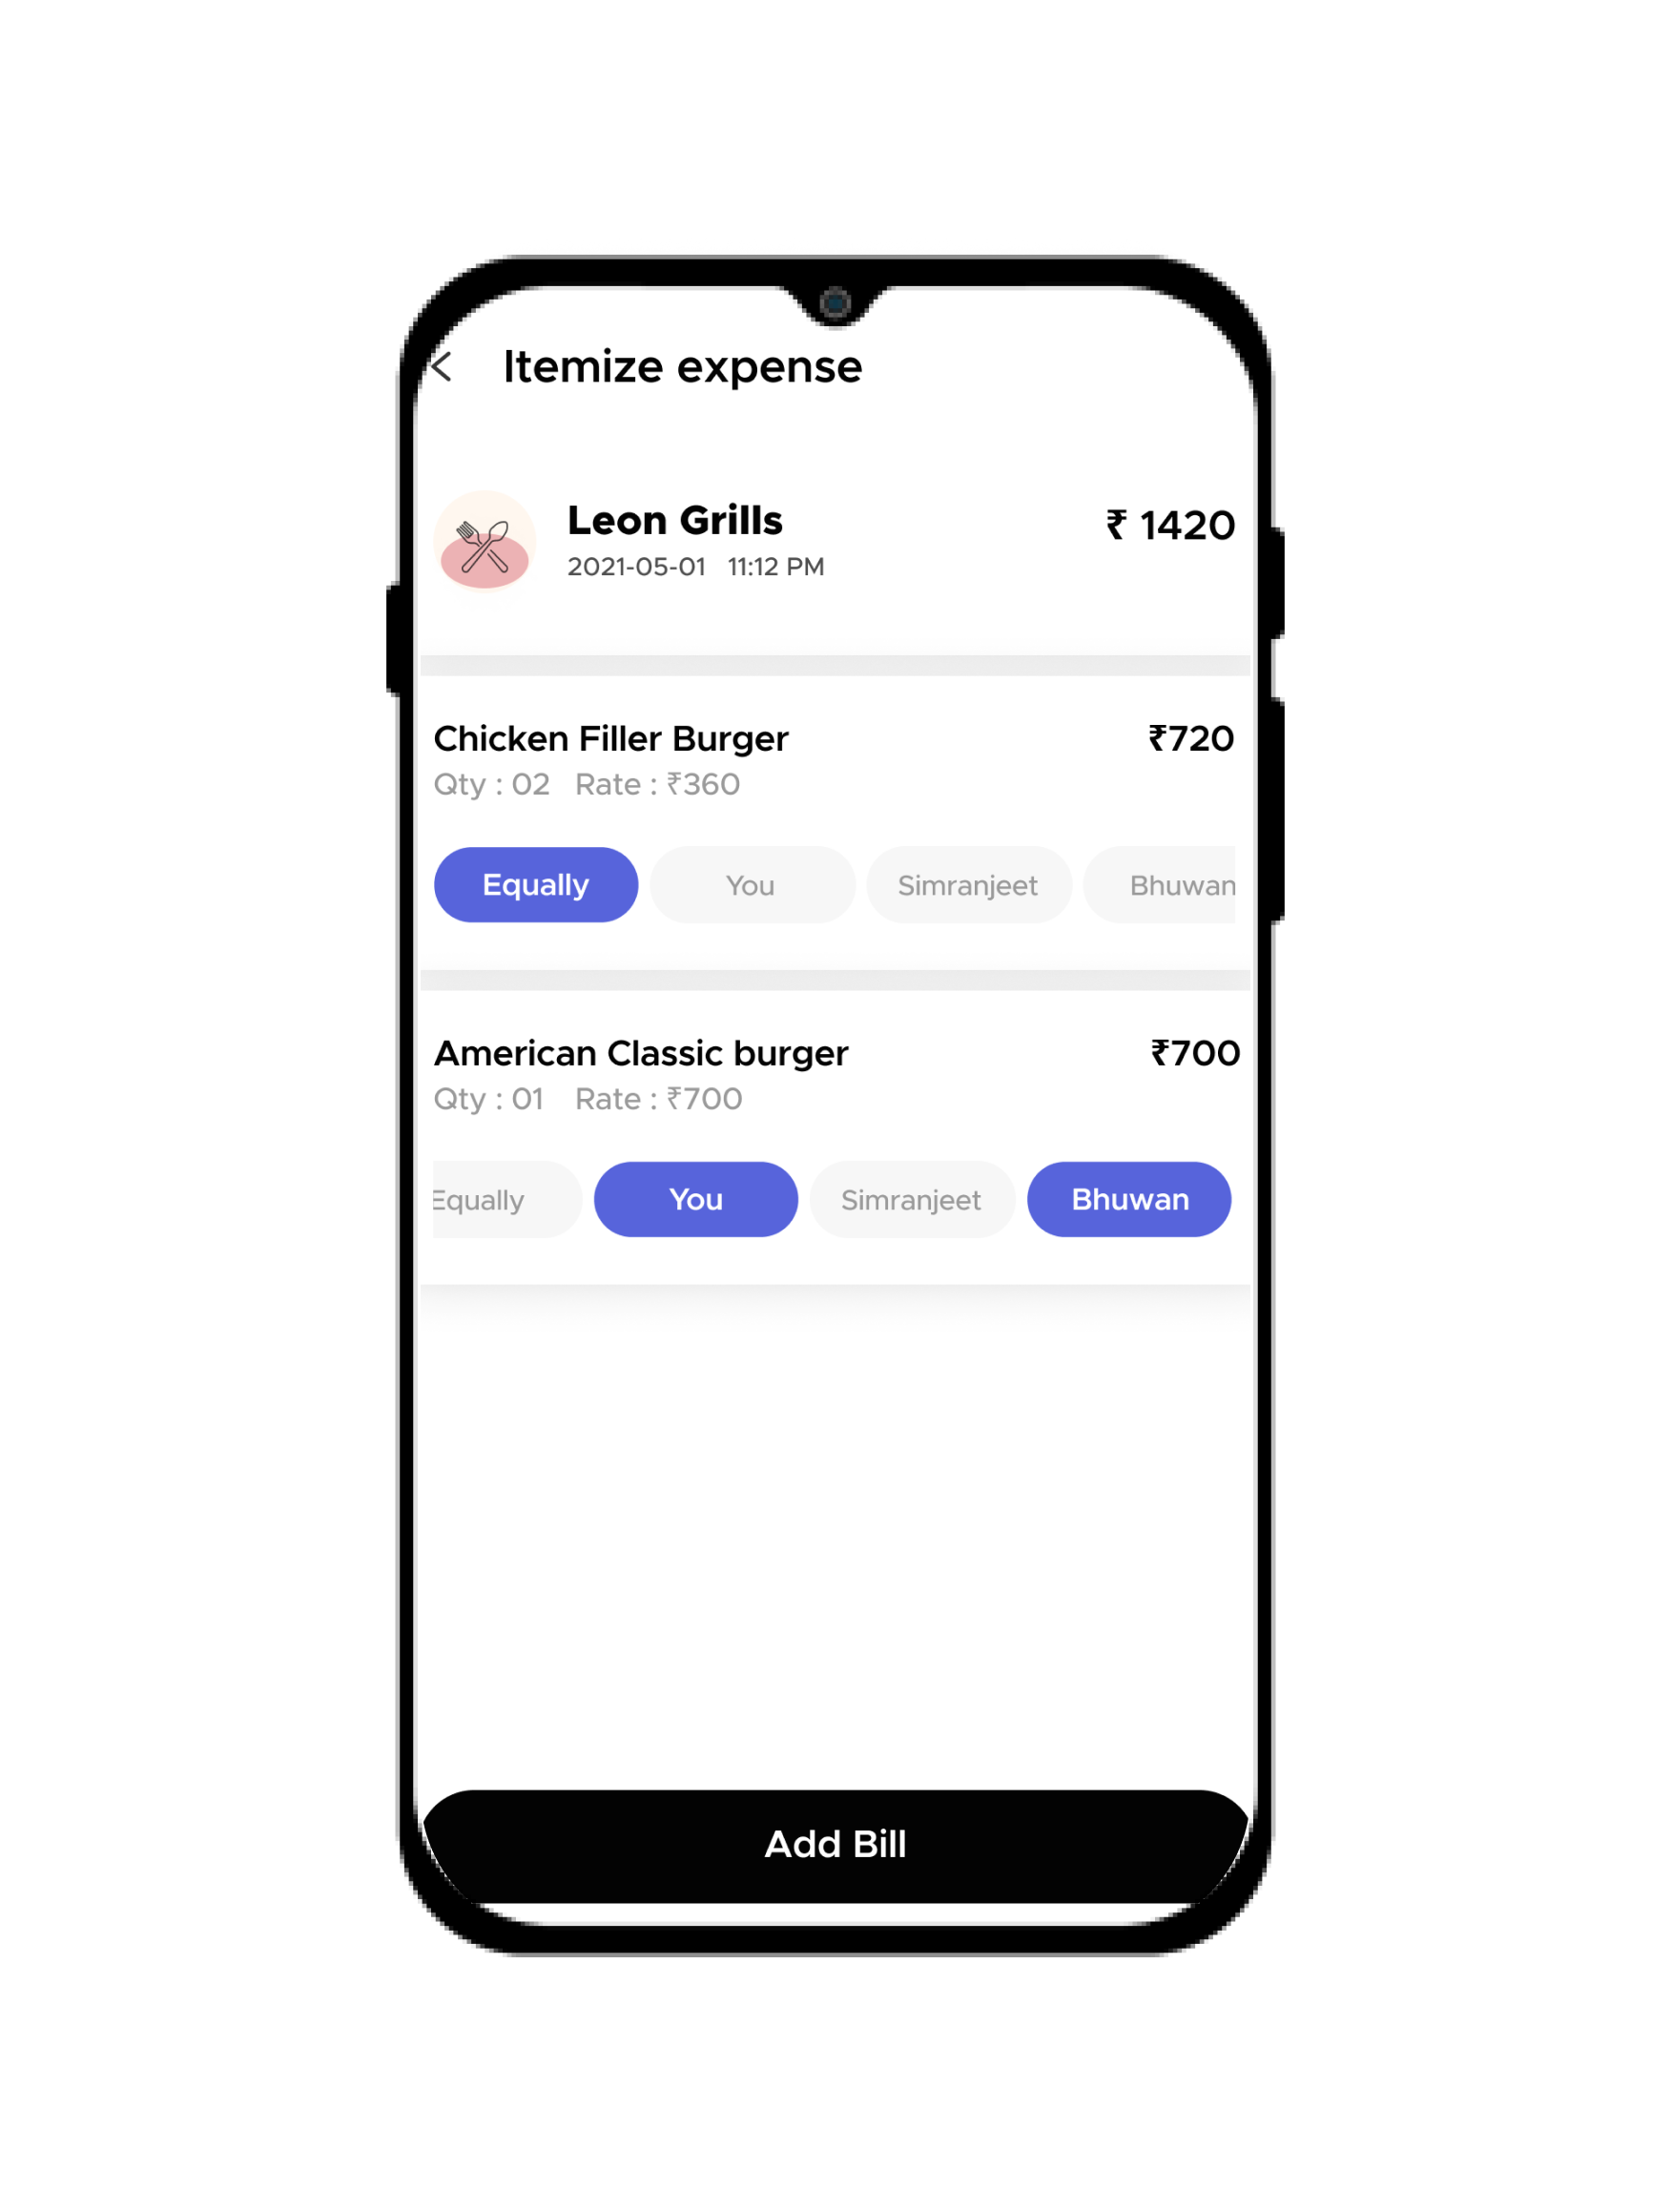 Itemize expense
Leon Grills
₹ 1420
2021-05-01 11:12 PM
Chicken Filler Burger
₹720
Qty : 02 Rate : ₹360
Equally You Simranjeet Bhuwan
American Classic burger
₹700
Qty : 01 Rate : ₹700
Equally You Simranjeet Bhuwan
Add Bill